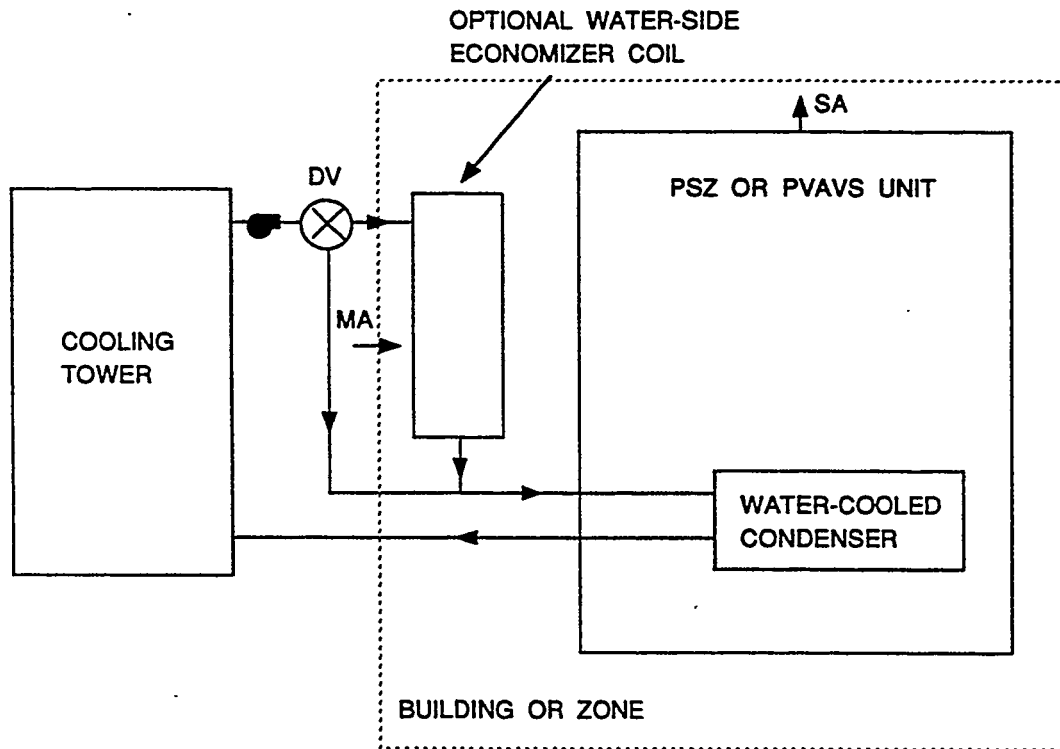 OPTIONAL WATER-SIDE
ECONOMIZER COIL
SA
DV
PSZ OR PVAVS UNIT
MA
COOLING
TOWER
WATER-COOLED
CONDENSER
BUILDING OR ZONE